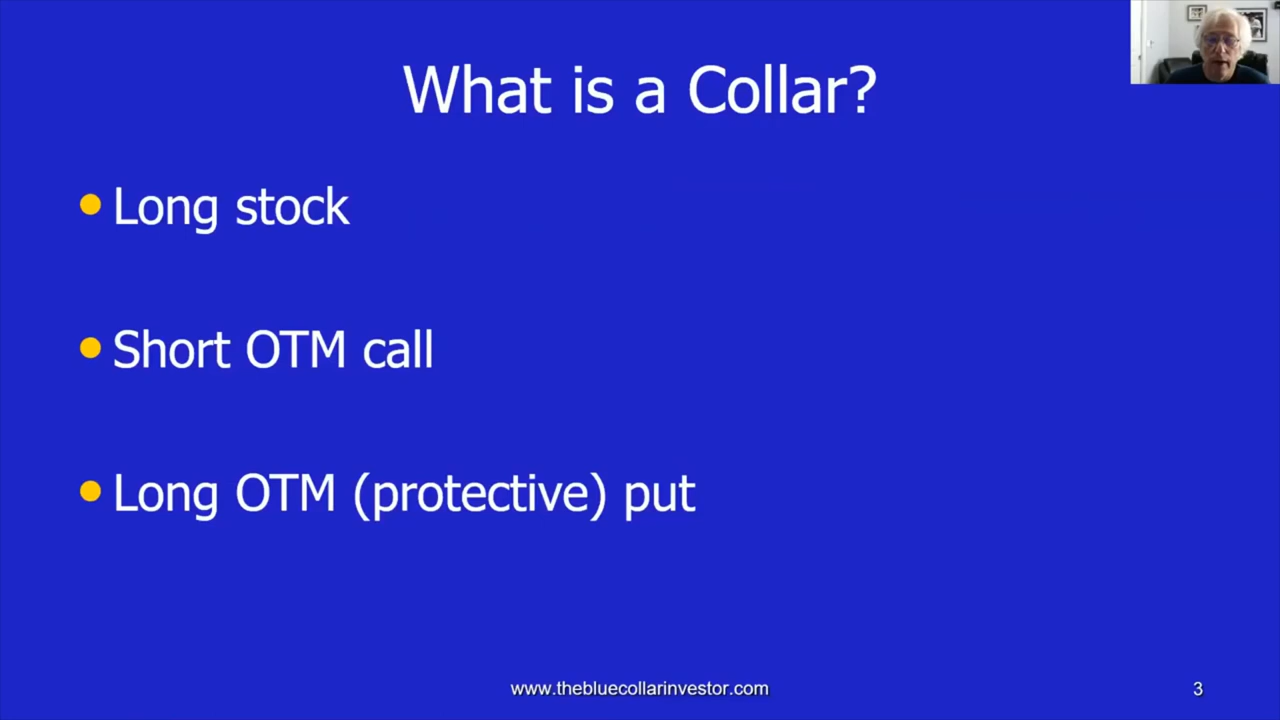 What is a Collar?
Long stock
Short OTM call
Long OTM (protective) put
www.thebluecollarinvestor.com
3